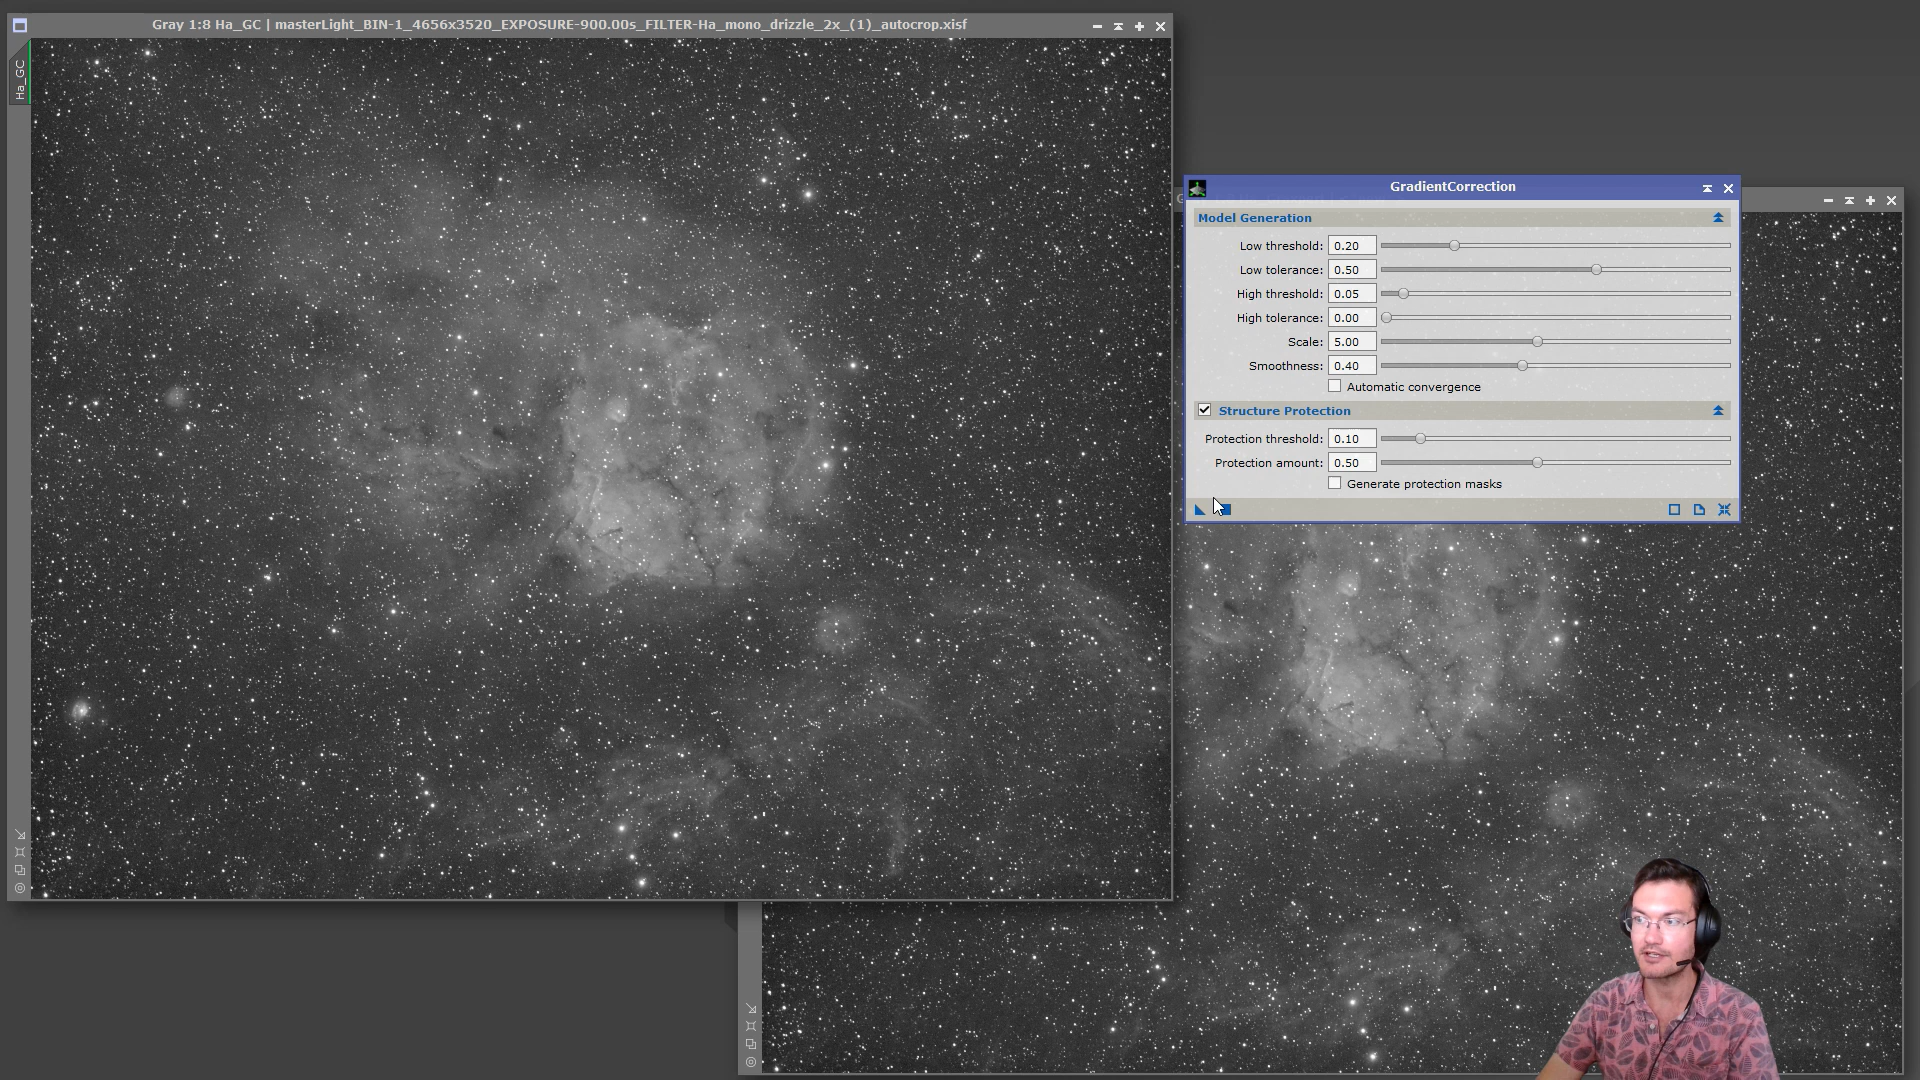 Gray 1:8 Ha_GC | masterLight_BIN-1_4656x3520_EXPOSURE-900.00s_FILTER-Ha_mono_drizzle_2x_(1)_autocrop.xisf
Ha_GC
GradientCorrection
Model Generation
Low threshold: 0.20
Low tolerance: 0.50
High threshold: 0.05
High tolerance: 0.00
Scale: 5.00
Smoothness: 0.40
Automatic convergence
Structure Protection
Protection threshold: 0.10
Protection amount: 0.50
Generate protection masks